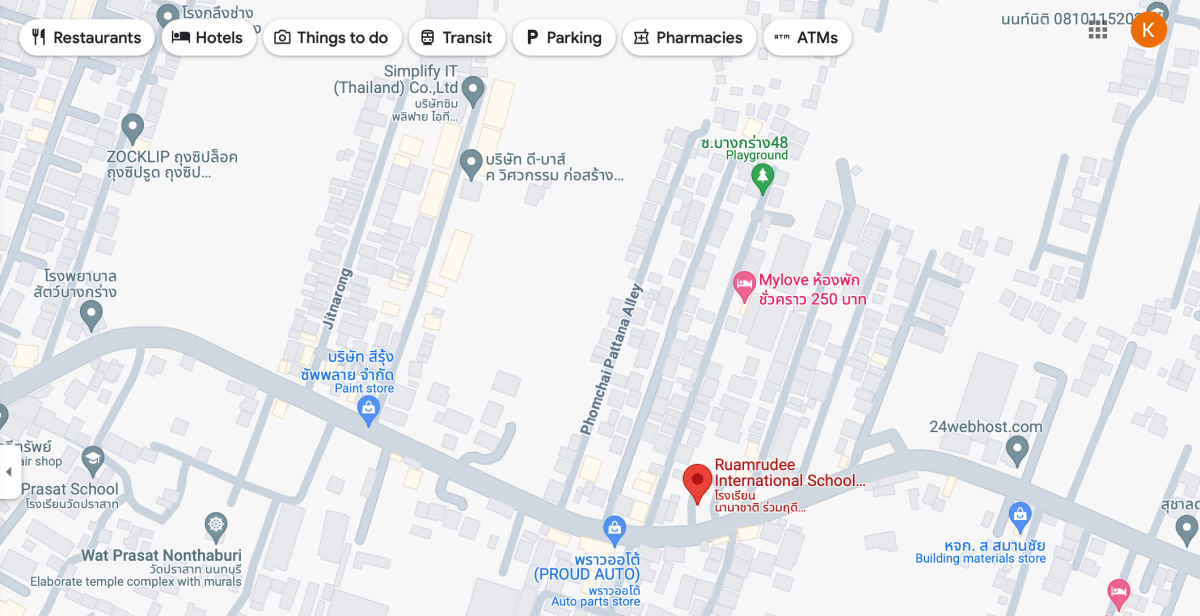 โรงกลึงช่าง
นนท์นิติ 081011520
K
Restaurants
Hotels
Things to do
Transit
Parking
Pharmacies
ATM
ATMs
Simplify IT
(Thailand) Co.,Ltd
บริษัทซิม
พลิฟาย ไอที...
ZOCKLIP ถุงซิปล็อค
ถุงซิปรูด ถุงซิป...
บริษัท ดี-บาส์
ค วิศวกรรม ก่อสร้าง...
ซ.บางกร่าง48
Playground
โรงพยาบาล
สัตว์บางกร่าง
Jitnarong
Phomchai Pattana Alley
Mylove ห้องพัก
ชั่วคราว 250 บาท
บริษัท สีรุ้ง
ซัพพลาย จำกัด
Paint store
24webhost.com
air shop
Prasat School
โรงเรียนวัดปราสาท
Ruamrudee
International School...
โรงเรียน
นานาชาติ ร่วมฤดี...
Wat Prasat Nonthaburi
วัดปราสาท นนทบุรี
Elaborate temple complex with murals
พราวออโต้
(PROUD AUTO)
พราวออโต้
Auto parts store
หจก. ส สมานชัย
Building materials store